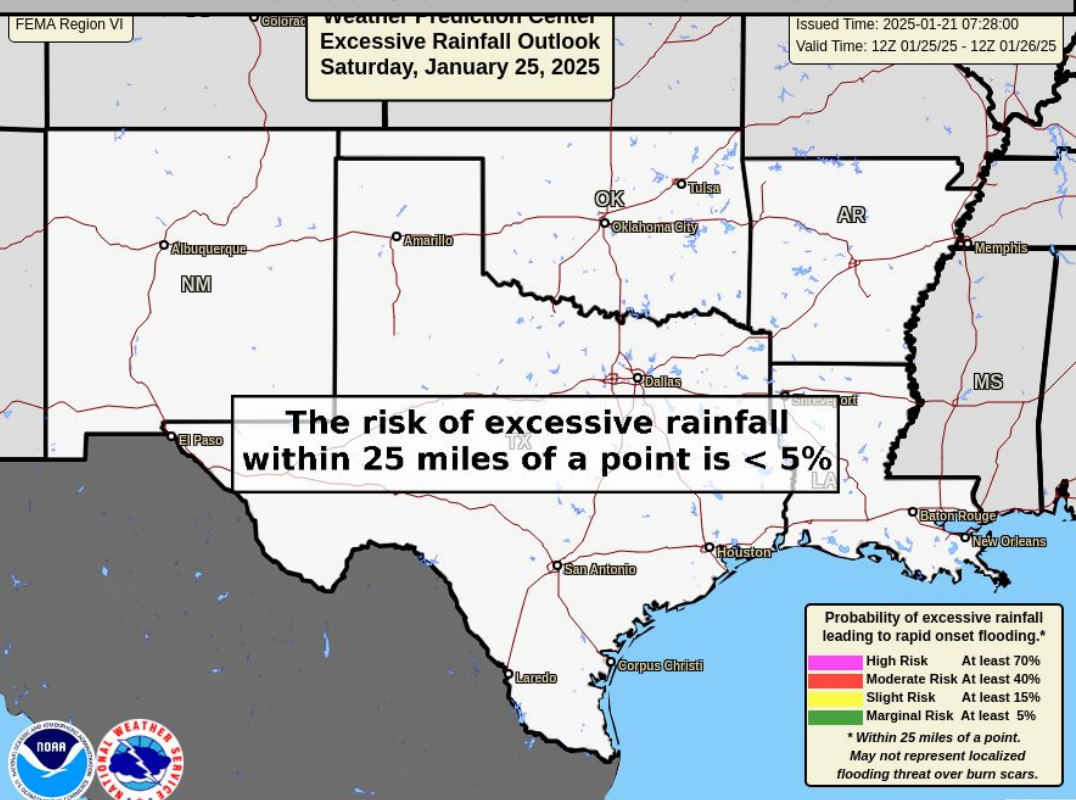 FEMA Region VI
Weather Prediction Center
Excessive Rainfall Outlook
Saturday, January 25, 2025
Issued Time: 2025-01-21 07:28:00
Valid Time: 12Z 01/25/25 - 12Z 01/26/25
Colorad
Tulsa
OK
Oklahoma City
AR
Amarillo
Albuquerque
Memphis
NM
Dallas
MS
Shreveport
The risk of excessive rainfall
within 25 miles of a point is < 5%
El Paso
TX
LA
Baton Rouge
New Orleans
Houston
San Antonio
Corpus Christi
Laredo
Probability of excessive rainfall
leading to rapid onset flooding.*
High Risk At least 70%
Moderate Risk At least 40%
Slight Risk At least 15%
Marginal Risk At least 5%
* Within 25 miles of a point.
May not represent localized
flooding threat over burn scars.
NOAA
NATIONAL WEATHER SERVICE